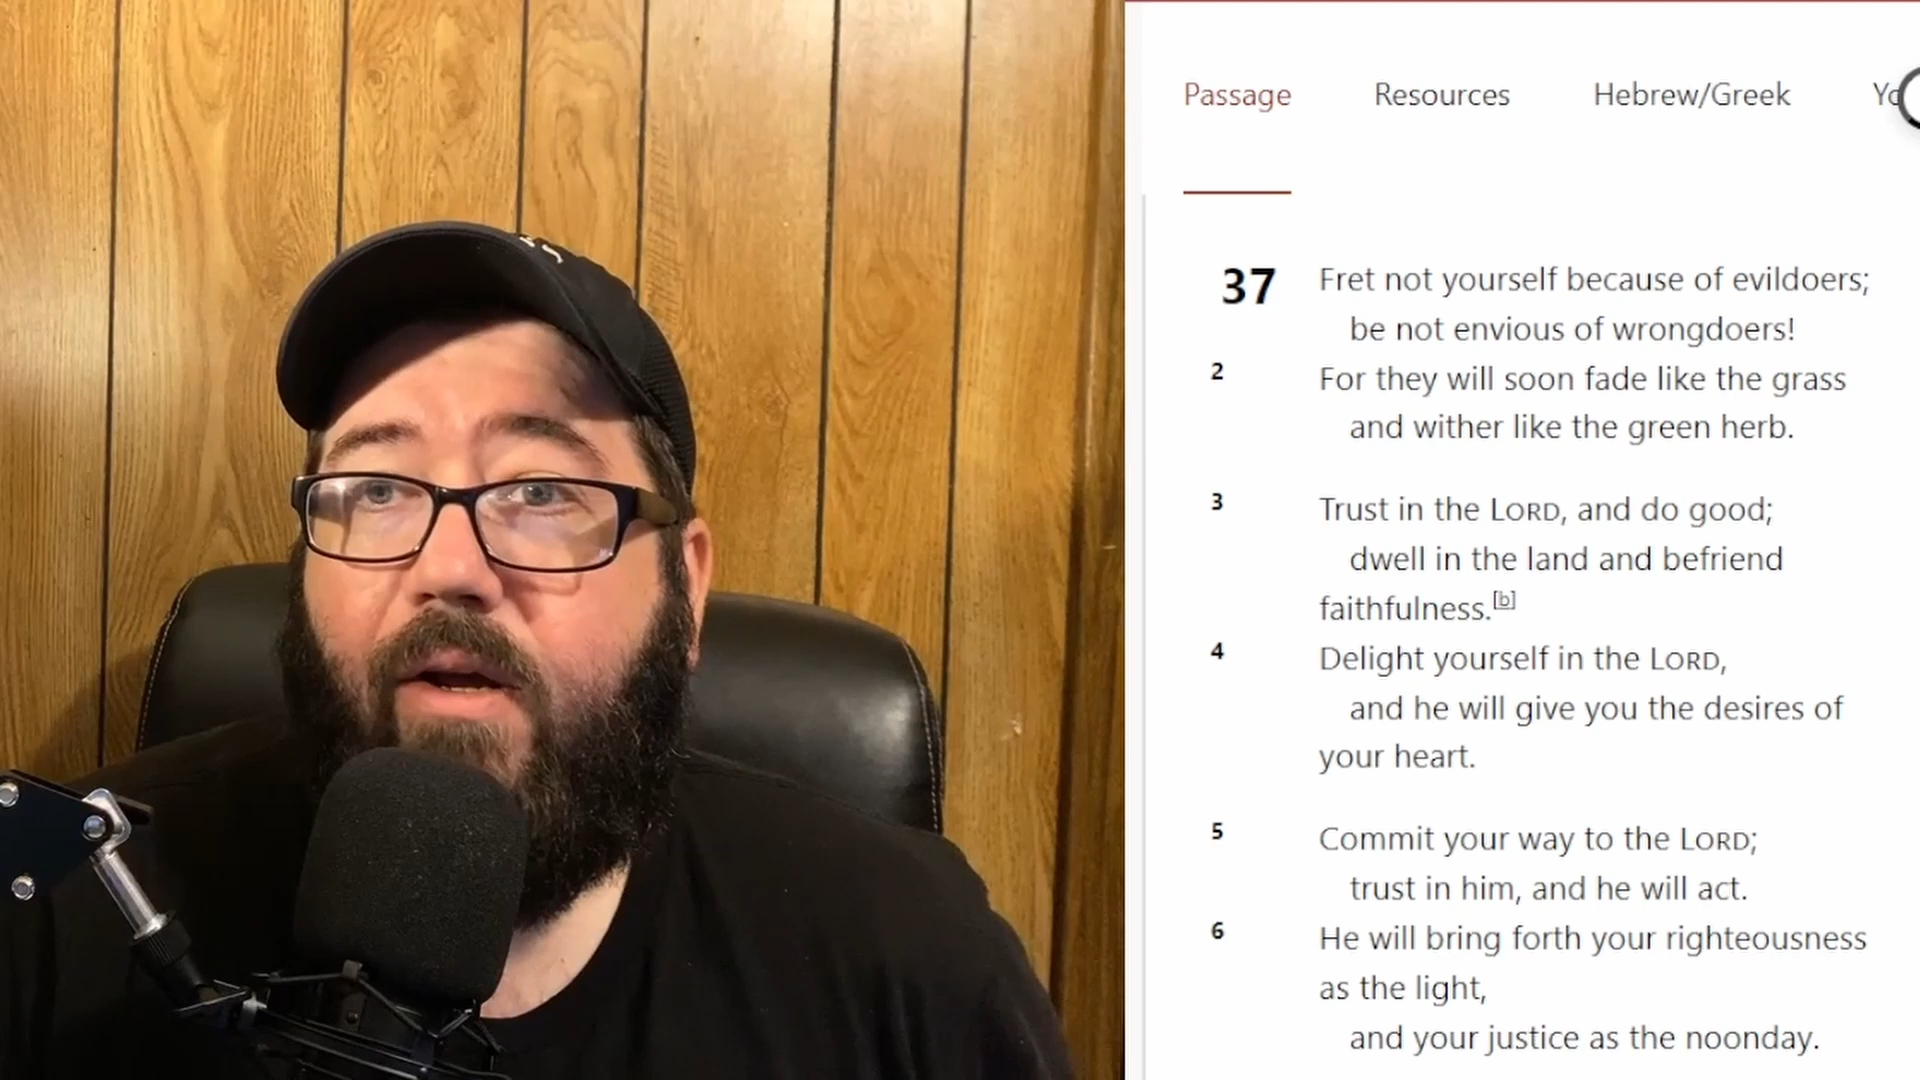 Passage Resources Hebrew/Greek
37 Fret not yourself because of evildoers;
be not envious of wrongdoers!
2 For they will soon fade like the grass
and wither like the green herb.
3 Trust in the LORD, and do good;
dwell in the land and befriend
faithfulness.[b]
4 Delight yourself in the LORD,
and he will give you the desires of
your heart.
5 Commit your way to the LORD;
trust in him, and he will act.
6 He will bring forth your righteousness
as the light,
and your justice as the noonday.